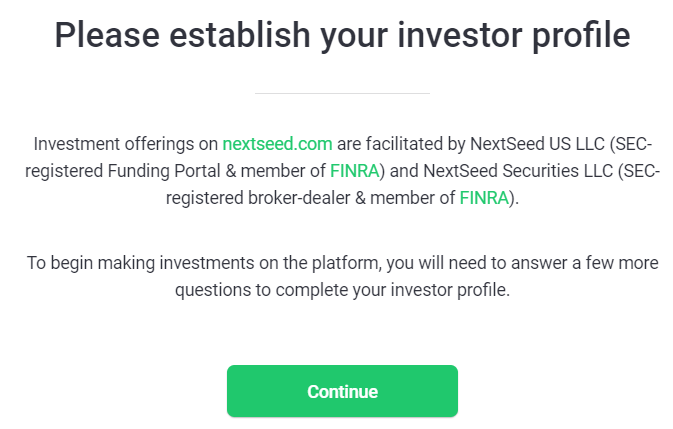 Please establish your investor profile
Investment offerings on nextseed.com are facilitated by NextSeed US LLC (SEC-
registered Funding Portal & member of FINRA) and NextSeed Securities LLC (SEC-
registered broker-dealer & member of FINRA).
To begin making investments on the platform, you will need to answer a few more
questions to complete your investor profile.
Continue